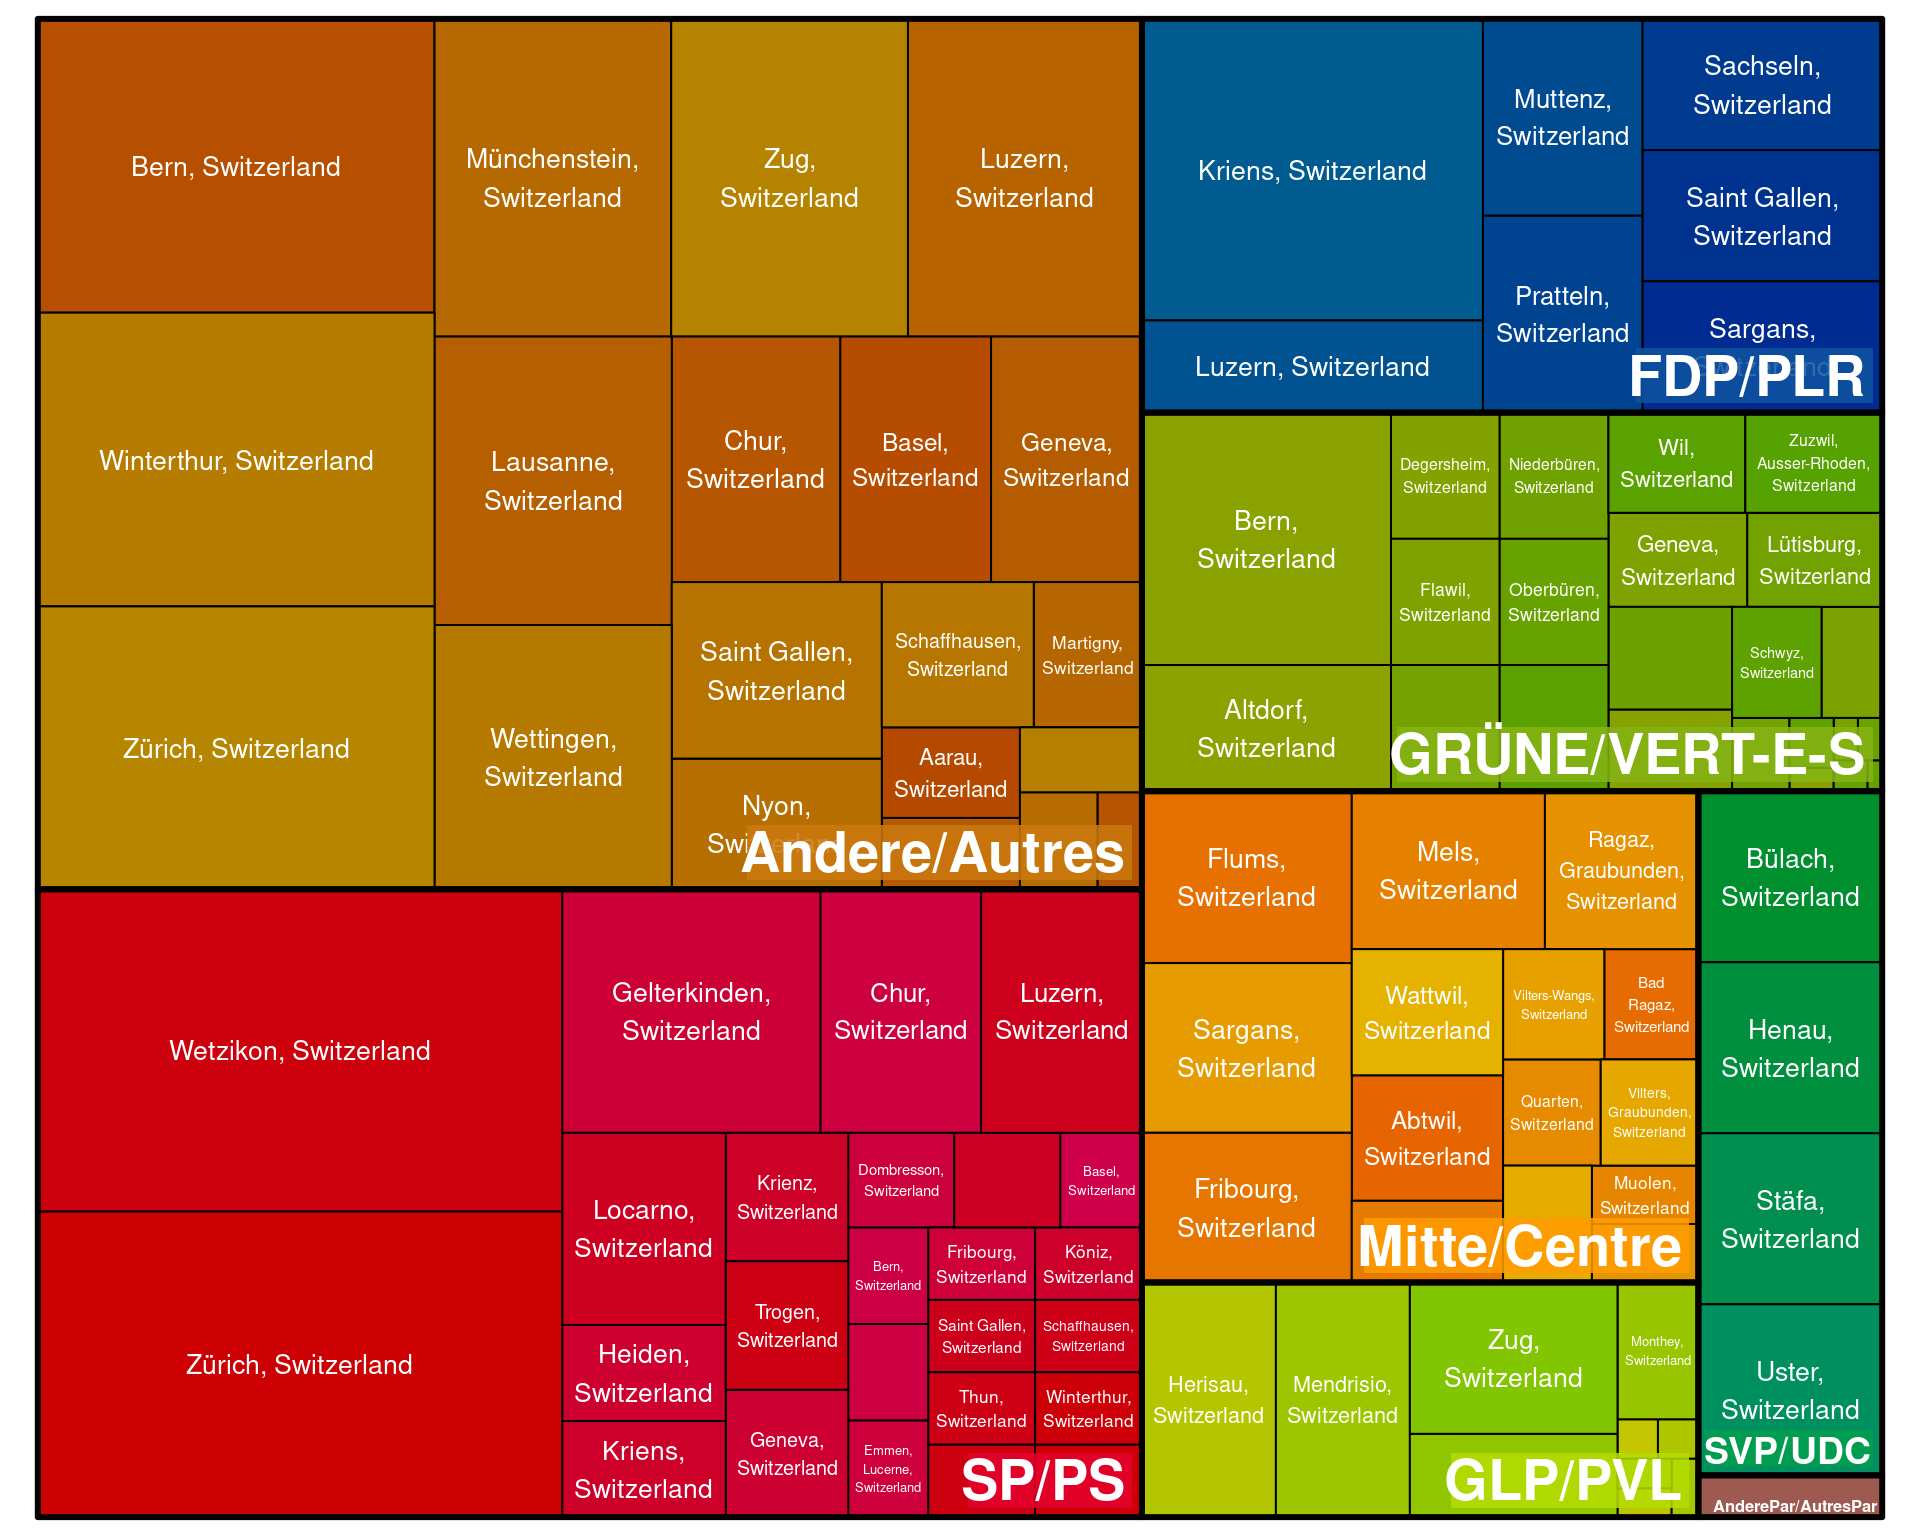 Bern, Switzerland
Winterthur, Switzerland
Zürich, Switzerland
Münchenstein,
Switzerland
Zug,
Switzerland
Luzern,
Switzerland
Lausanne,
Switzerland
Wettingen,
Switzerland
Chur,
Switzerland
Basel,
Switzerland
Geneva,
Switzerland
Saint Gallen,
Switzerland
Schaffhausen,
Switzerland
Martigny,
Switzerland
Nyon,
Switzerland
Aarau,
Switzerland
Andere/Autres
Kriens, Switzerland
Luzern, Switzerland
Muttenz,
Switzerland
Pratteln,
Switzerland
Sachseln,
Switzerland
Saint Gallen,
Switzerland
Sargans,
Switzerland
FDP/PLR
Bern,
Switzerland
Altdorf,
Switzerland
Degersheim,
Switzerland
Niederbüren,
Switzerland
Flawil,
Switzerland
Oberbüren,
Switzerland
Wil,
Switzerland
Zuzwil,
Ausser-Rhoden,
Switzerland
Geneva,
Switzerland
Lütisburg,
Switzerland
Schwyz,
Switzerland
GRÜNE/VERT-E-S
Wetzikon, Switzerland
Zürich, Switzerland
Gelterkinden,
Switzerland
Chur,
Switzerland
Luzern,
Switzerland
Locarno,
Switzerland
Heiden,
Switzerland
Kriens,
Switzerland
Krienz,
Switzerland
Trogen,
Switzerland
Geneva,
Switzerland
Dombresson,
Switzerland
Basel,
Switzerland
Bern,
Switzerland
Fribourg,
Switzerland
Köniz,
Switzerland
Saint Gallen,
Switzerland
Schaffhausen,
Switzerland
Thun,
Switzerland
Winterthur,
Switzerland
Emmen,
Lucerne,
Switzerland
SP/PS
Flums,
Switzerland
Sargans,
Switzerland
Fribourg,
Switzerland
Mels,
Switzerland
Ragaz,
Graubunden,
Switzerland
Wattwil,
Switzerland
Abtwil,
Switzerland
Vilters-Wangs,
Switzerland
Bad
Ragaz,
Switzerland
Quarten,
Switzerland
Vilters,
Graubunden,
Switzerland
Muolen,
Switzerland
Mitte/Centre
Herisau,
Switzerland
Mendrisio,
Switzerland
Zug,
Switzerland
Monthey,
Switzerland
GLP/PVL
Bülach,
Switzerland
Henau,
Switzerland
Stäfa,
Switzerland
Uster,
Switzerland
SVP/UDC
AnderePar/AutresPar